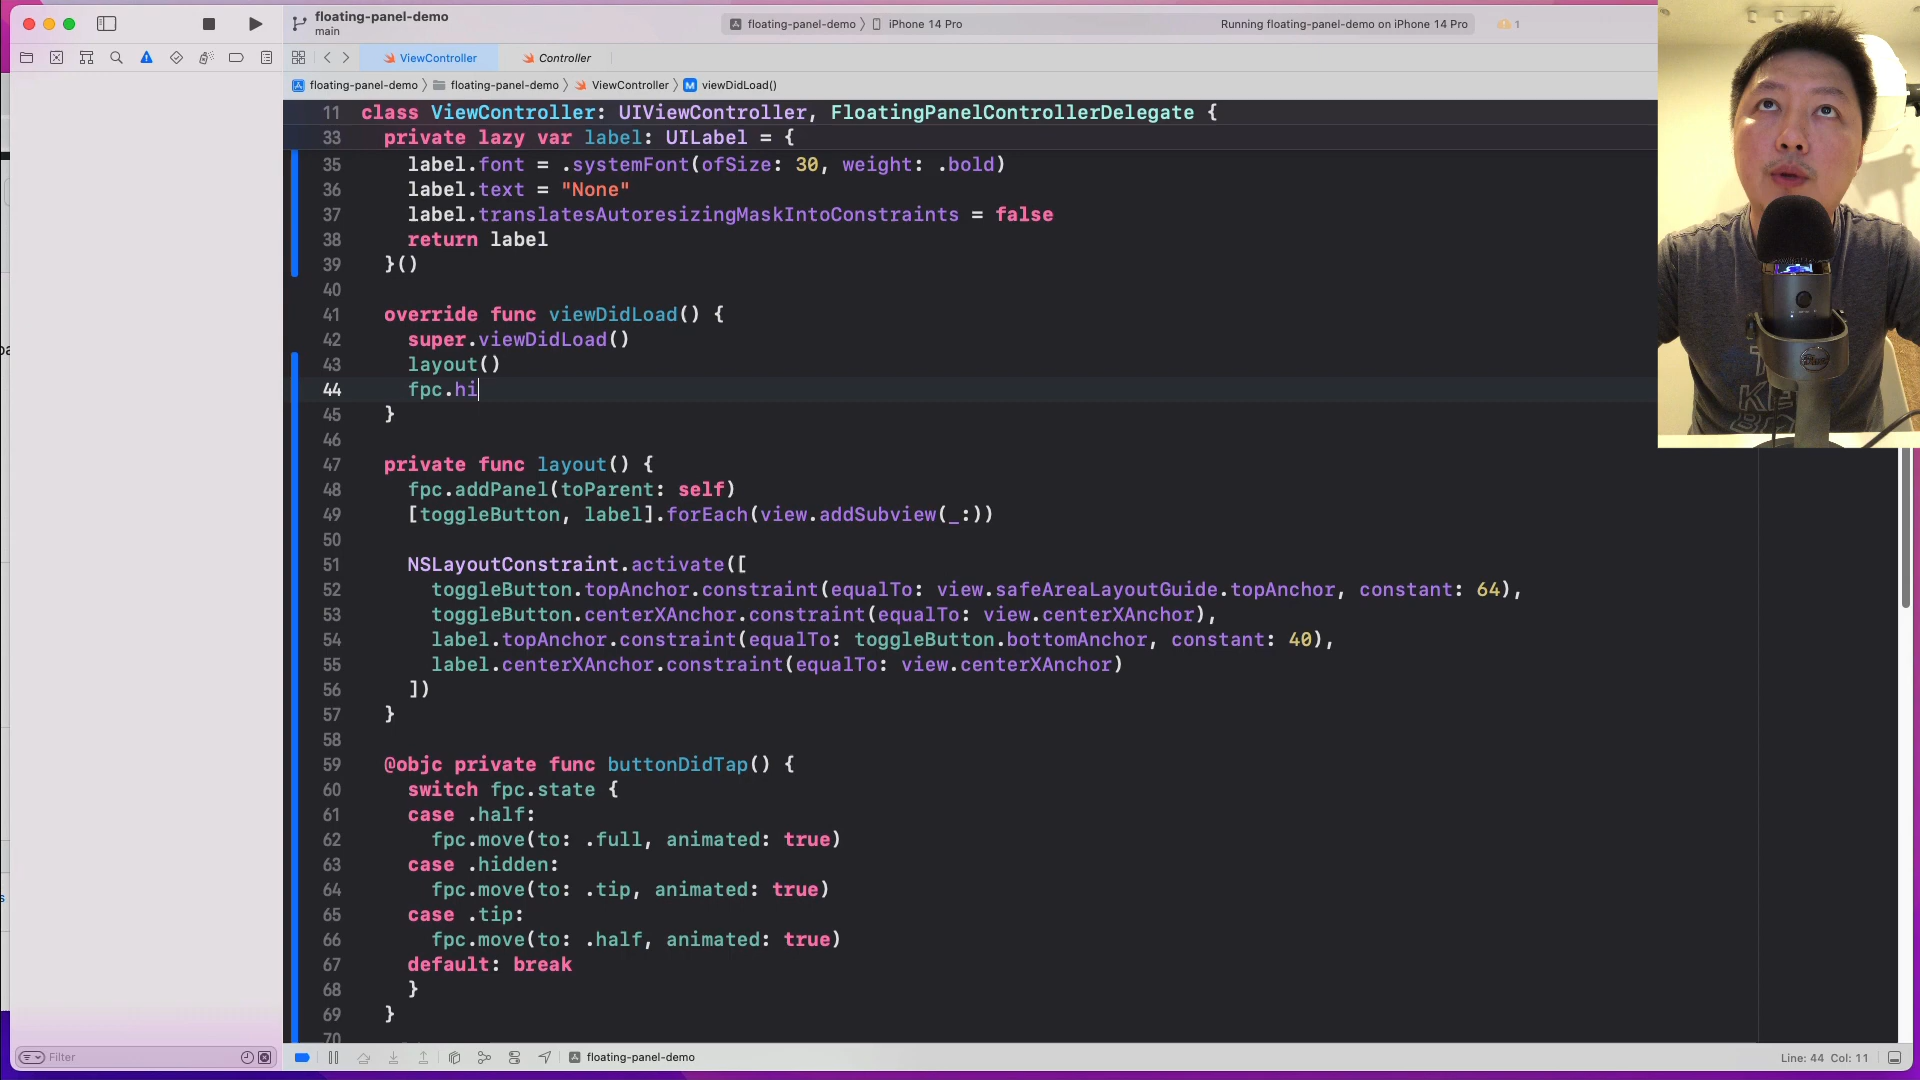 floating-panel-demo
main
floating-panel-demo
iPhone 14 Pro
Running floating-panel-demo on iPhone 14 Pro
1
ViewController
Controller
floating-panel-demo
floating-panel-demo
ViewController
M viewDidLoad()
11 class ViewController: UIViewController, FloatingPanelControllerDelegate {
33 private lazy var label: UILabel = {
35 label.font = .systemFont(ofSize: 30, weight: .bold)
36 label.text = "None"
37 label.translatesAutoresizingMaskIntoConstraints = false
38 return label
39 }()
40
41 override func viewDidLoad() {
42 super.viewDidLoad()
43 layout()
44 fpc.hi
45 }
46
47 private func layout() {
48 fpc.addPanel(toParent: self)
49 [toggleButton, label].forEach(view.addSubview(_:))
50
51 NSLayoutConstraint.activate([
52 toggleButton.topAnchor.constraint(equalTo: view.safeAreaLayoutGuide.topAnchor, constant: 64),
53 toggleButton.centerXAnchor.constraint(equalTo: view.centerXAnchor),
54 label.topAnchor.constraint(equalTo: toggleButton.bottomAnchor, constant: 40),
55 label.centerXAnchor.constraint(equalTo: view.centerXAnchor)
56 ])
57 }
58
59 @objc private func buttonDidTap() {
60 switch fpc.state {
61 case .half:
62 fpc.move(to: .full, animated: true)
63 case .hidden:
64 fpc.move(to: .tip, animated: true)
65 case .tip:
66 fpc.move(to: .half, animated: true)
67 default: break
68 }
69 }
70
Filter
floating-panel-demo
Line: 44 Col: 11